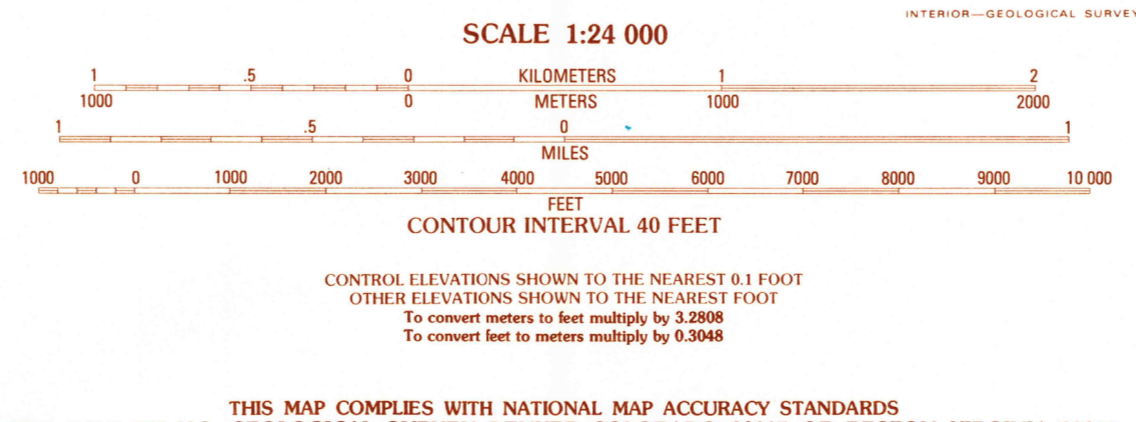 INTERIOR—GEOLOGICAL SURVEY
SCALE 1:24 000
1 .5 0 KILOMETERS 1 2
1000 0 METERS 1000 2000
1 .5 0 1
MILES
1000 0 1000 2000 3000 4000 5000 6000 7000 8000 9000 10 000
FEET
CONTOUR INTERVAL 40 FEET
CONTROL ELEVATIONS SHOWN TO THE NEAREST 0.1 FOOT
OTHER ELEVATIONS SHOWN TO THE NEAREST FOOT
To convert meters to feet multiply by 3.2808
To convert feet to meters multiply by 0.3048
THIS MAP COMPLIES WITH NATIONAL MAP ACCURACY STANDARDS